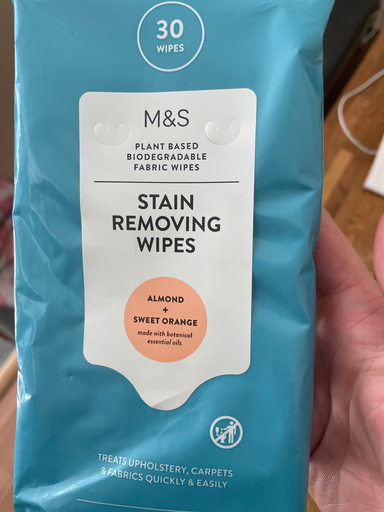 30
WIPES
M&S
PLANT BASED
BIODEGRADABLE
FABRIC WIPES
STAIN
REMOVING
WIPES
ALMOND
+
SWEET ORANGE
made with botanical
essential oils
TREATS UPHOLSTERY, CARPETS
& FABRICS QUICKLY & EASILY